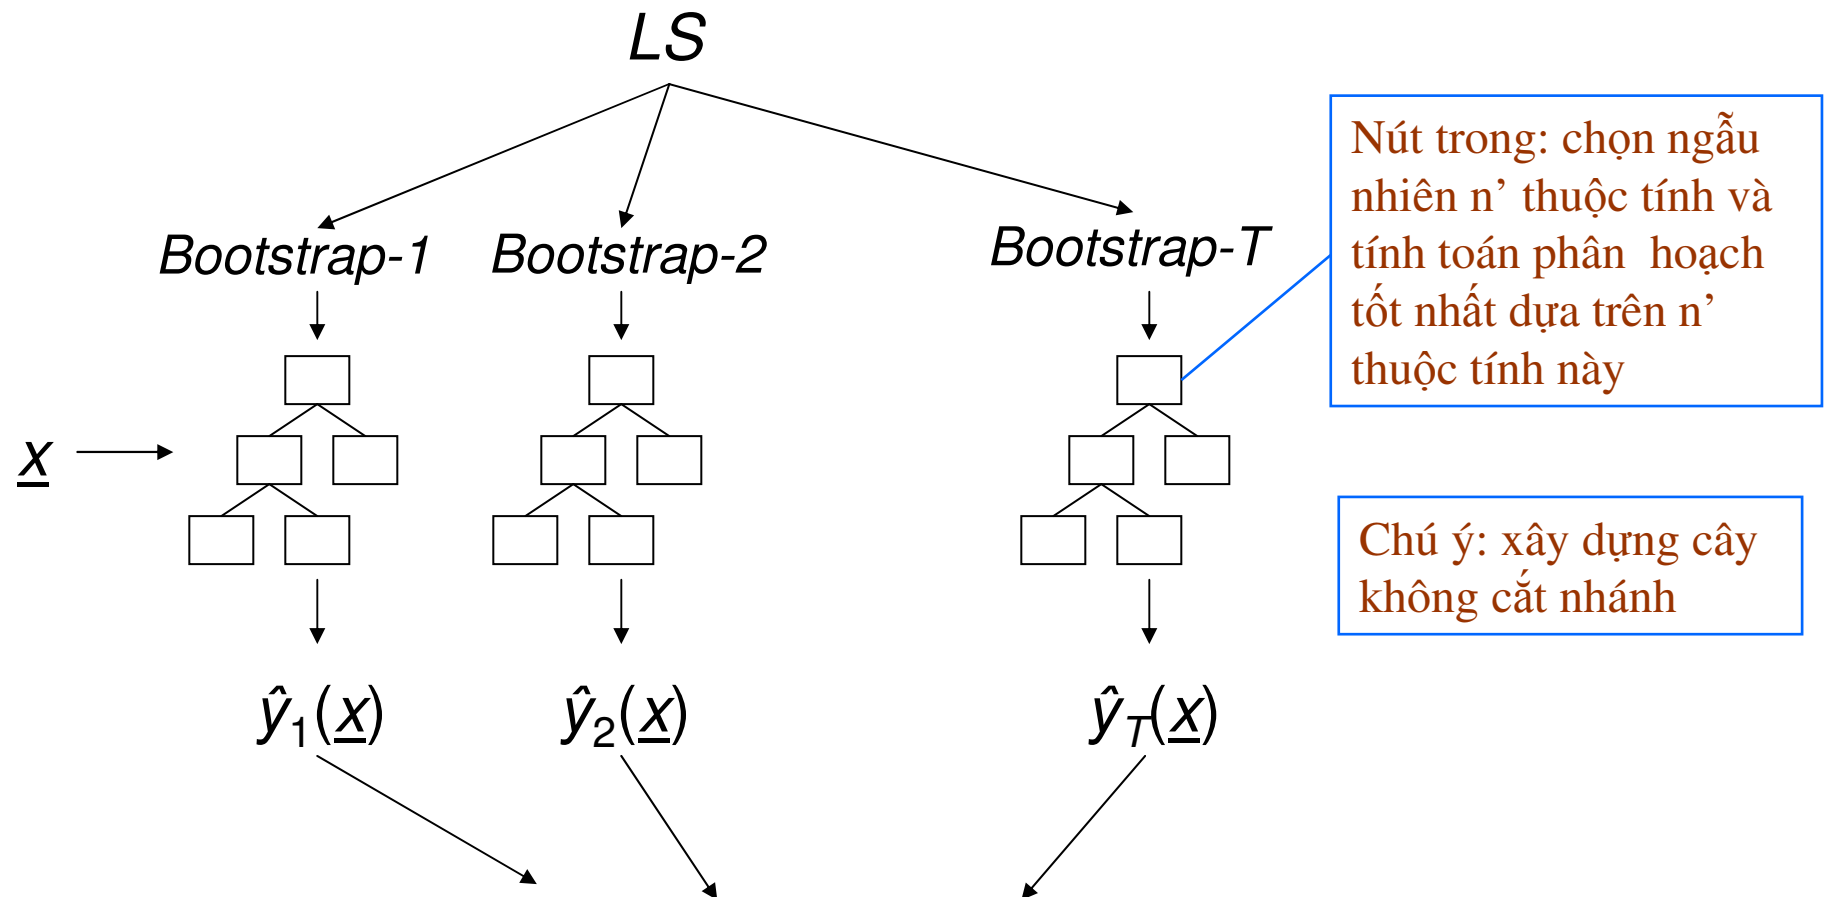 LS
Bootstrap-1 Bootstrap-2 Bootstrap-T
Nút trong: chọn ngẫu
nhiên n’ thuộc tính và
tính toán phân hoạch
tốt nhất dựa trên n’
thuộc tính này
x
Chú ý: xây dựng cây
không cắt nhánh
ŷ₁(x) ŷ₂(x) ŷ_T(x)